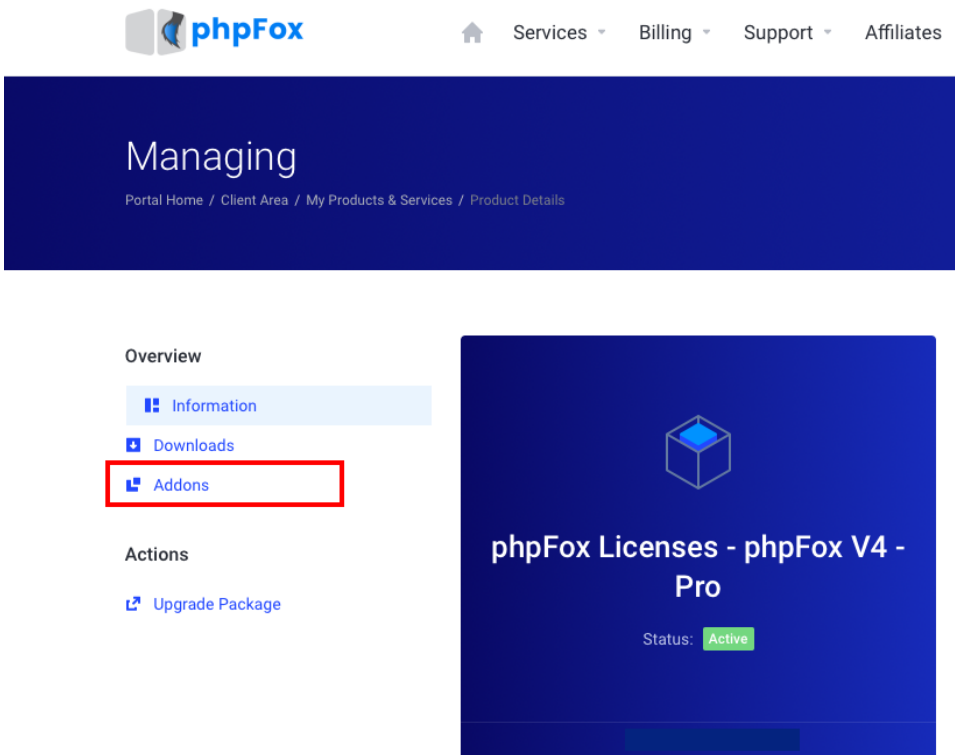 phpFox
Services Billing Support Affiliates
Managing
Portal Home / Client Area / My Products & Services / Product Details
Overview
Information
Downloads
Addons
Actions
Upgrade Package
phpFox Licenses - phpFox V4 -
Pro
Status: Active